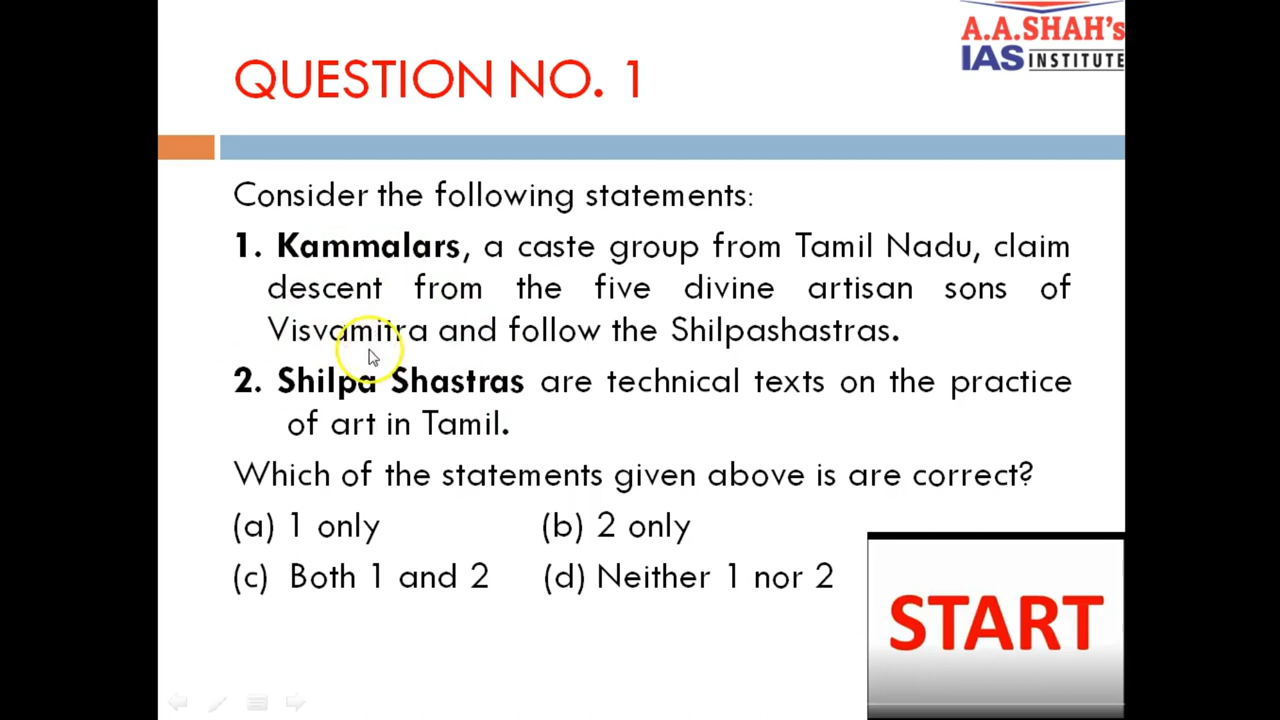 A.A.SHAH's
IAS INSTITUTE
QUESTION NO. 1
Consider the following statements:
1. Kammalars, a caste group from Tamil Nadu, claim
descent from the five divine artisan sons of
Visvamitra and follow the Shilpashastras.
2. Shilpa Shastras are technical texts on the practice
of art in Tamil.
Which of the statements given above is are correct?
(a) 1 only (b) 2 only
(c) Both 1 and 2 (d) Neither 1 nor 2
START